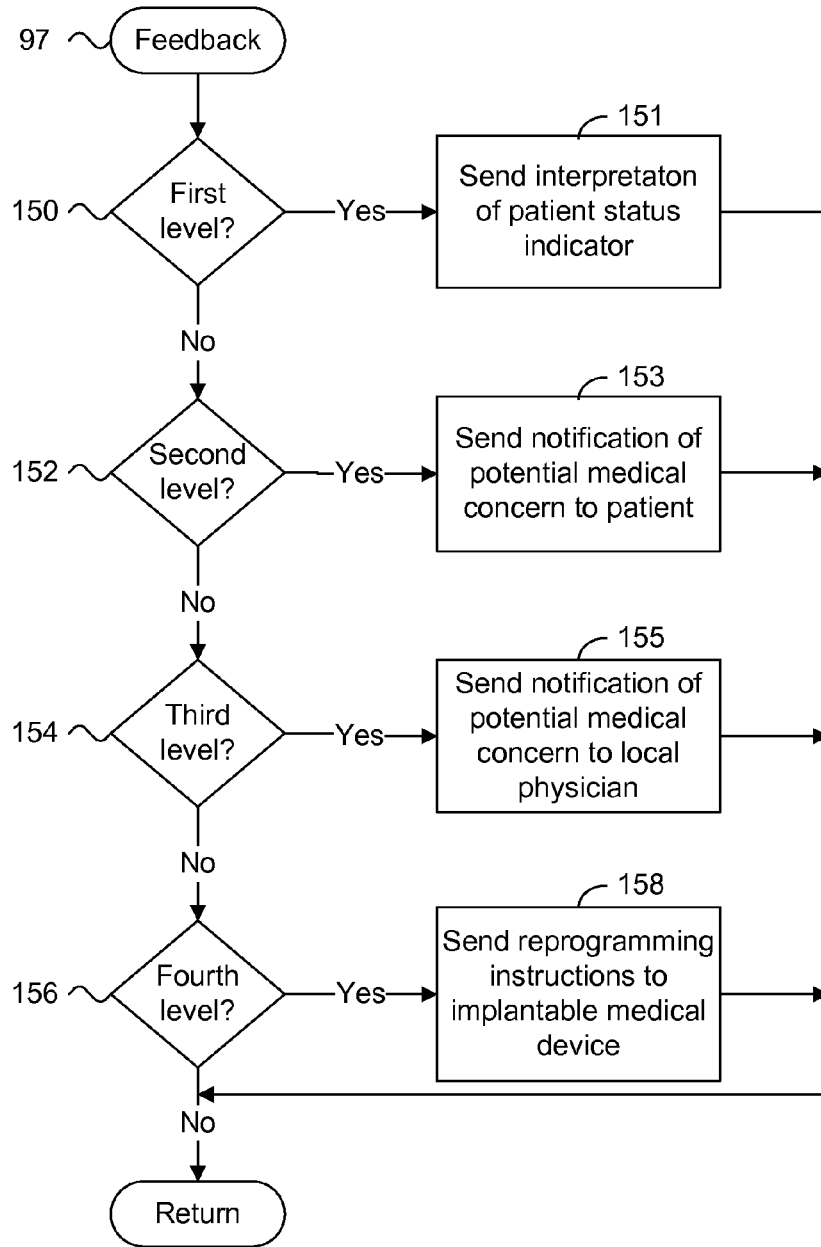 97
Feedback
151
150
First
level?
Yes
Send interpretaton
of patient status
indicator
No
153
152
Second
level?
Yes
Send notification of
potential medical
concern to patient
No
155
154
Third
level?
Yes
Send notification of
potential medical
concern to local
physician
No
158
156
Fourth
level?
Yes
Send reprogramming
instructions to
implantable medical
device
No
Return